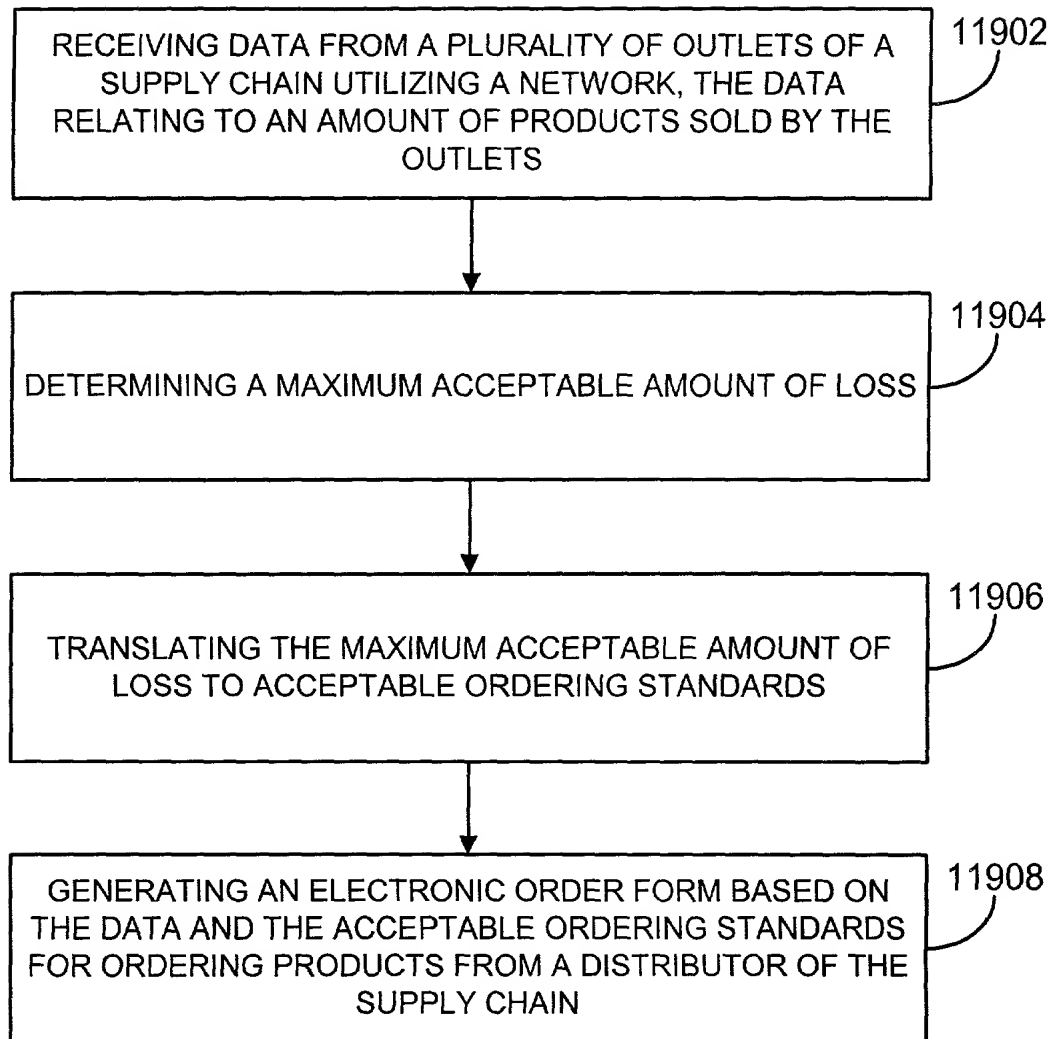 RECEIVING DATA FROM A PLURALITY OF OUTLETS OF A
SUPPLY CHAIN UTILIZING A NETWORK, THE DATA
RELATING TO AN AMOUNT OF PRODUCTS SOLD BY THE
OUTLETS
11902
DETERMINING A MAXIMUM ACCEPTABLE AMOUNT OF LOSS
11904
TRANSLATING THE MAXIMUM ACCEPTABLE AMOUNT OF
LOSS TO ACCEPTABLE ORDERING STANDARDS
11906
GENERATING AN ELECTRONIC ORDER FORM BASED ON
THE DATA AND THE ACCEPTABLE ORDERING STANDARDS
FOR ORDERING PRODUCTS FROM A DISTRIBUTOR OF THE
SUPPLY CHAIN
11908